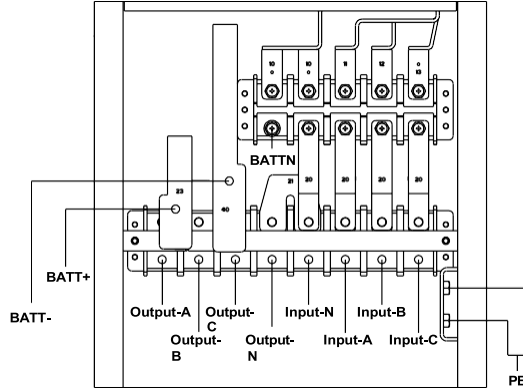 10 10 11 12
o o o 13
BATTN
23 21 20 20 20 20
40
BATT+
BATT-
Output-A Output-C Input-N Input-B
Output-B Output-N Input-A Input-C
PE